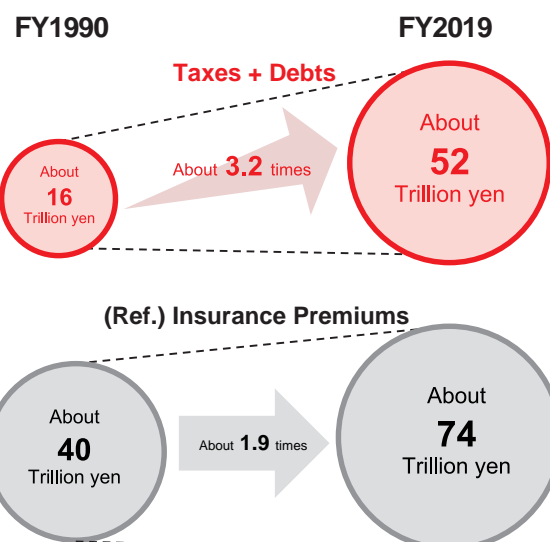 FY1990
FY2019
Taxes + Debts
About
16
Trillion yen
About 3.2 times
About
52
Trillion yen
(Ref.) Insurance Premiums
About
40
Trillion yen
About 1.9 times
About
74
Trillion yen